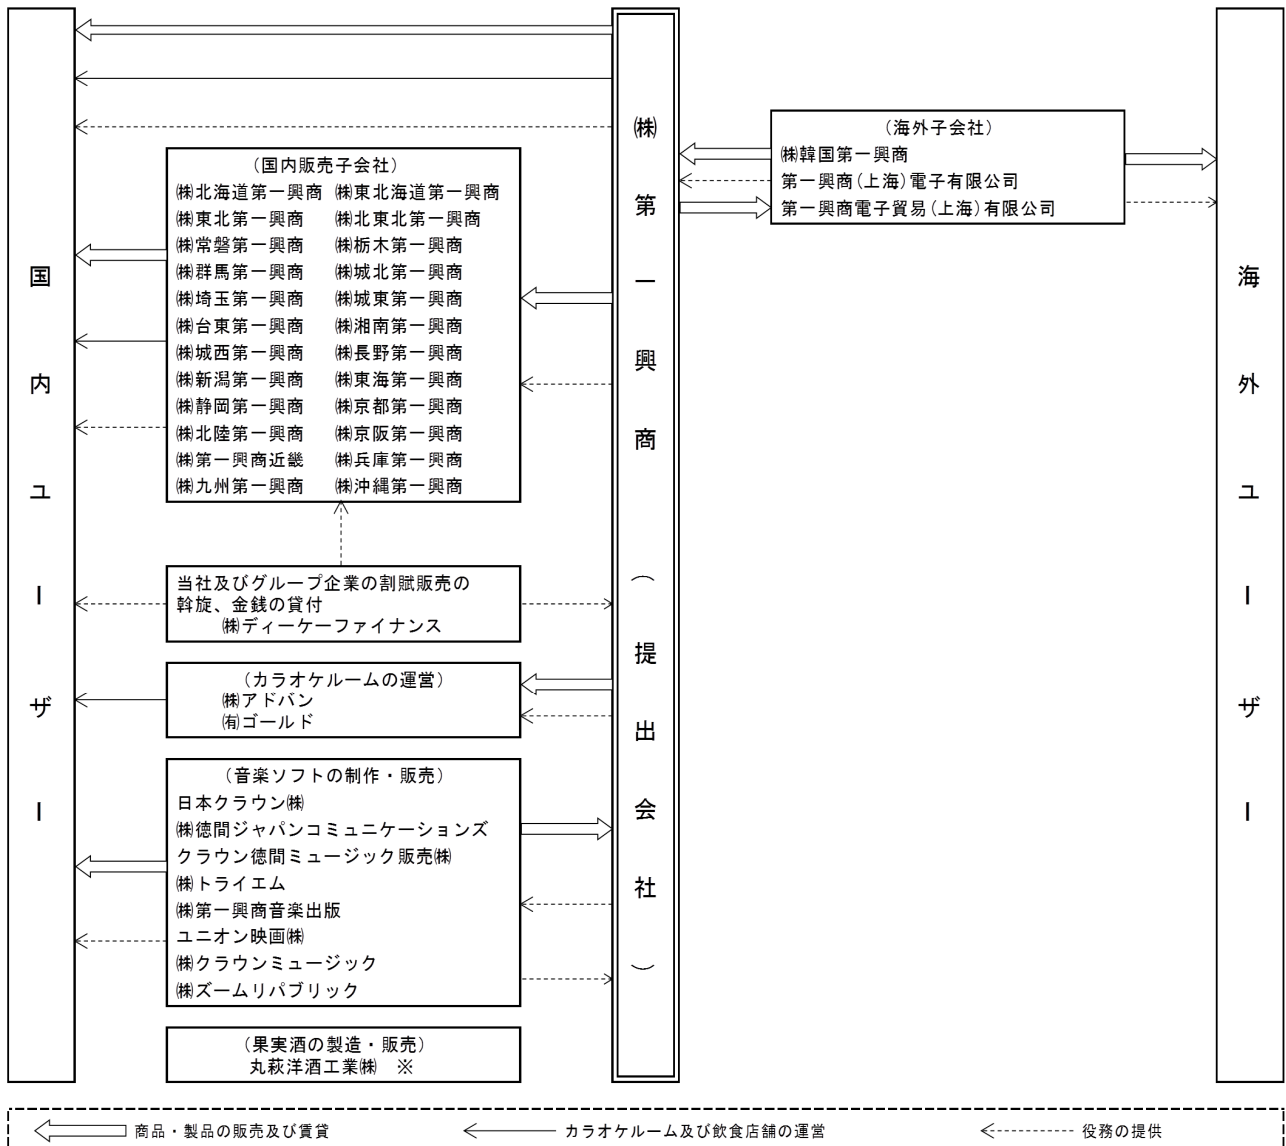 国内ユーザー
(国内販売子会社)
㈱北海道第一興商 ㈱東北海道第一興商
㈱東北第一興商 ㈱北東北第一興商
㈱常磐第一興商 ㈱栃木第一興商
㈱群馬第一興商 ㈱城北第一興商
㈱埼玉第一興商 ㈱城東第一興商
㈱台東第一興商 ㈱湘南第一興商
㈱城西第一興商 ㈱長野第一興商
㈱新潟第一興商 ㈱東海第一興商
㈱静岡第一興商 ㈱京都第一興商
㈱北陸第一興商 ㈱京阪第一興商
㈱第一興商近畿 ㈱兵庫第一興商
㈱九州第一興商 ㈱沖縄第一興商
当社及びグループ企業の割賦販売の
斡旋、金銭の貸付
㈱ディーケーファイナンス
(カラオケルームの運営)
㈱アドバン
㈲ゴールド
(音楽ソフトの制作・販売)
日本クラウン㈱
㈱徳間ジャパンコミュニケーションズ
クラウン徳間ミュージック販売㈱
㈱トライエム
㈱第一興商音楽出版
ユニオン映画㈱
㈱クラウンミュージック
㈱ズームリパブリック
(果実酒の製造・販売)
丸萩洋酒工業㈱ ※
㈱第一興商(提出会社)
(海外子会社)
㈱韓国第一興商
第一興商(上海)電子有限公司
第一興商電子貿易(上海)有限公司
海外ユーザー
商品・製品の販売及び賃貸 カラオケルーム及び飲食店舗の運営 役務の提供